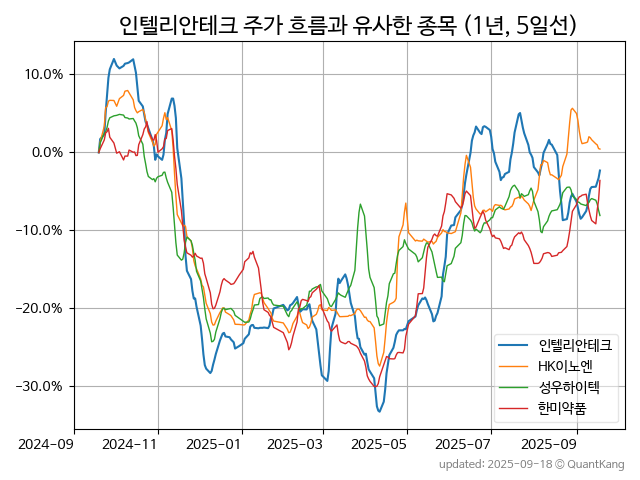 인텔리안테크 주가 흐름과 유사한 종목 (1년, 5일선)
10.0%
0.0%
−10.0%
−20.0%
−30.0%
인텔리안테크
HK이노엔
성우하이텍
한미약품
2024-09 2024-11 2025-01 2025-03 2025-05 2025-07 2025-09
updated: 2025-09-18 © QuantKang